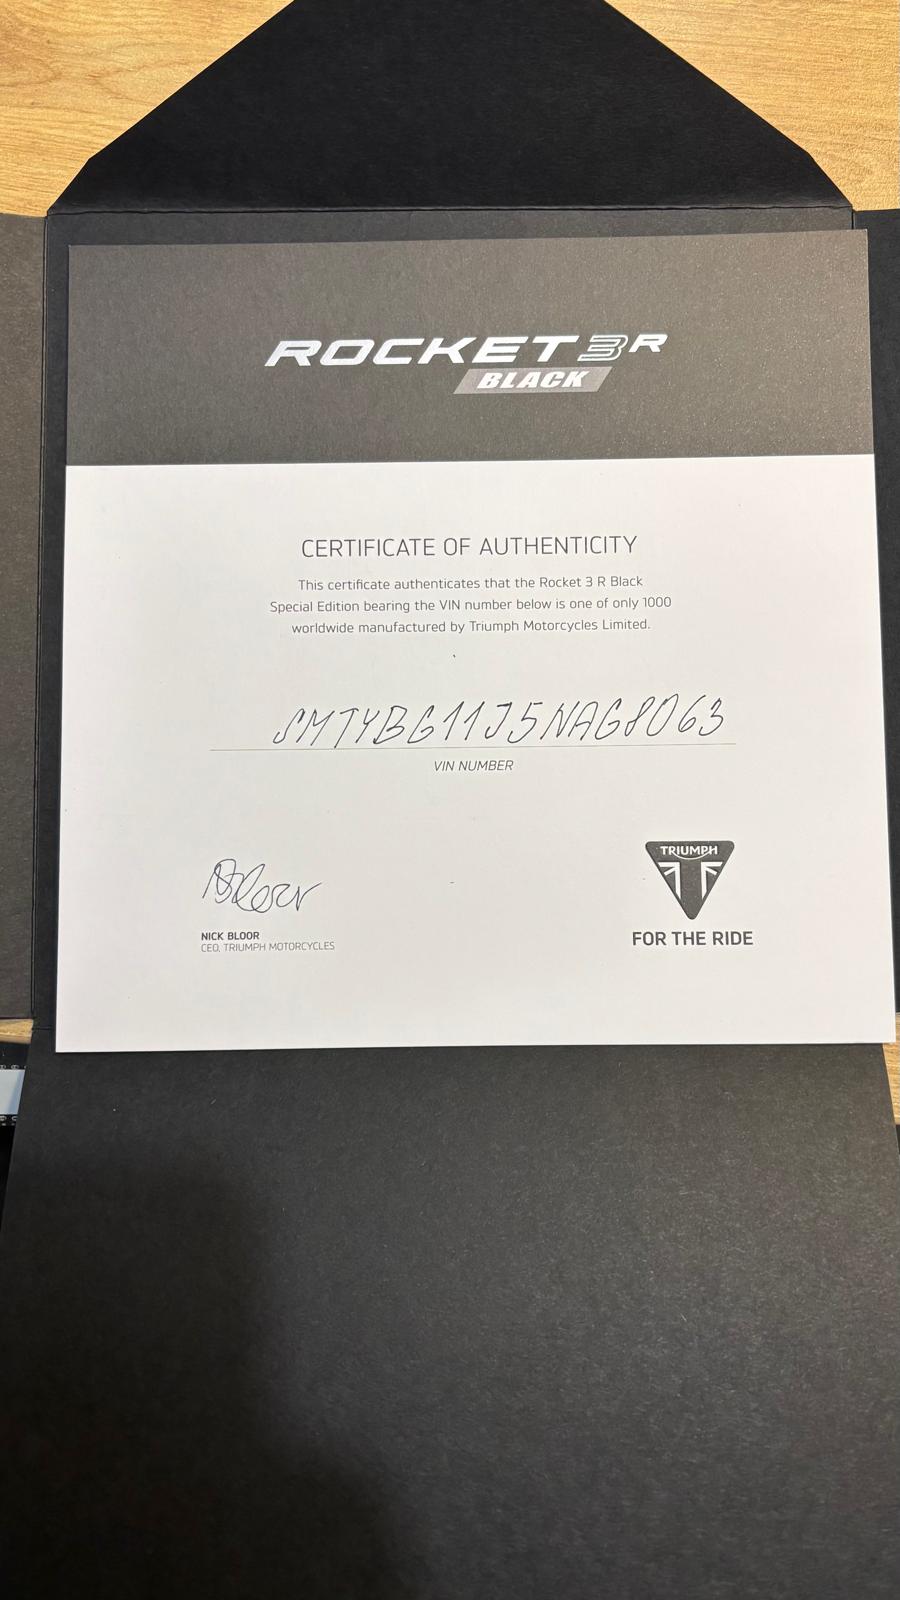 ROCKET 3 R
BLACK
CERTIFICATE OF AUTHENTICITY
This certificate authenticates that the Rocket 3 R Black
Special Edition bearing the VIN number below is one of only 1000
worldwide manufactured by Triumph Motorcycles Limited.
SMTYBG11J5NAG8063
VIN NUMBER
NICK BLOOR
CEO, TRIUMPH MOTORCYCLES
TRIUMPH
FOR THE RIDE